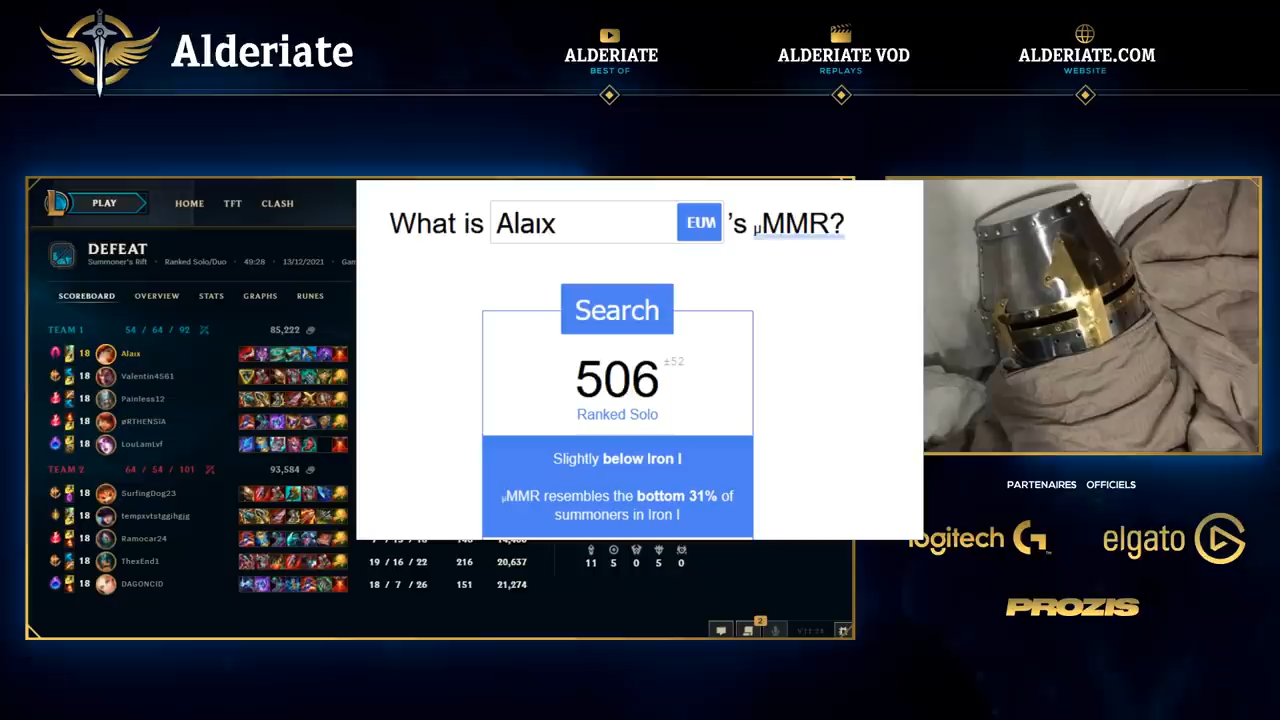 Alderiate
ALDERIATE
BEST OF
ALDERIATE VOD
REPLAYS
ALDERIATE.COM
WEBSITE
PLAY
HOME
TFT
CLASH
DEFEAT
Summoner's Rift · Ranked Solo/Duo · 49:28 · 13/12/2021 · Gam
SCOREBOARD
OVERVIEW
STATS
GRAPHS
RUNES
TEAM 1 54 / 64 / 92 85,222
18 Alaıx
18 Valentin4561
18 Painless12
18 øRTHENSIA
18 LouLamLvf
TEAM 2 64 / 54 / 101 93,584
18 SurfingDog23
18 tempxvtstggihgjg
18 Ramocar24
18 ThexEnd1
19 / 16 / 22 216 20,637
18 DAGONCID
18 / 7 / 26 151 21,274
11 5 0 5 0
2
What is Alaıx EUW 's µMMR?
Search
506 ±52
Ranked Solo
Slightly below Iron I
µMMR resembles the bottom 31% of
summoners in Iron I
PARTENAIRES OFFICIELS
logitech G
elgato
PROZIS